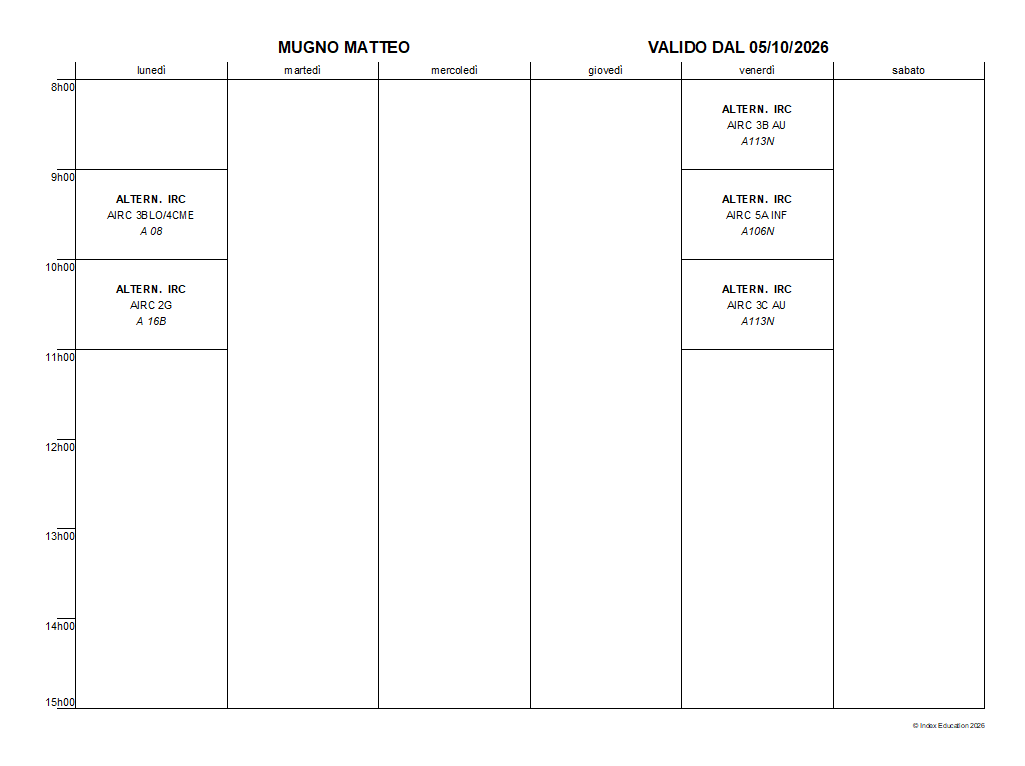 MUGNO MATTEO VALIDO DAL 05/10/2026
lunedì martedì mercoledì giovedì venerdì sabato
8h00
ALTERN. IRC
AIRC 3B AU
A113N
9h00
ALTERN. IRC
AIRC 3BLO/4CME
A 08
ALTERN. IRC
AIRC 5A INF
A106N
10h00
ALTERN. IRC
AIRC 2G
A 16B
ALTERN. IRC
AIRC 3C AU
A113N
11h00
12h00
13h00
14h00
15h00
© Index Education 2026